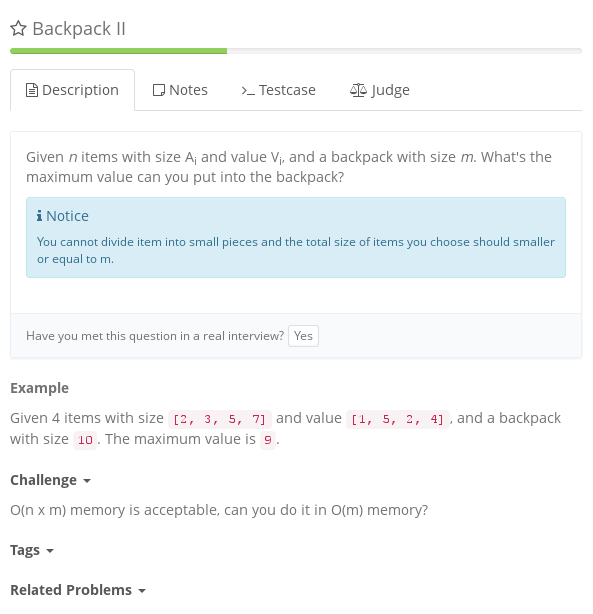 Backpack II
Description Notes Testcase Judge
Given n items with size Ai and value Vi, and a backpack with size m. What's the
maximum value can you put into the backpack?
Notice
You cannot divide item into small pieces and the total size of items you choose should smaller
or equal to m.
Have you met this question in a real interview? Yes
Example
Given 4 items with size [2, 3, 5, 7] and value [1, 5, 2, 4], and a backpack
with size 10. The maximum value is 9.
Challenge
O(n x m) memory is acceptable, can you do it in O(m) memory?
Tags
Related Problems